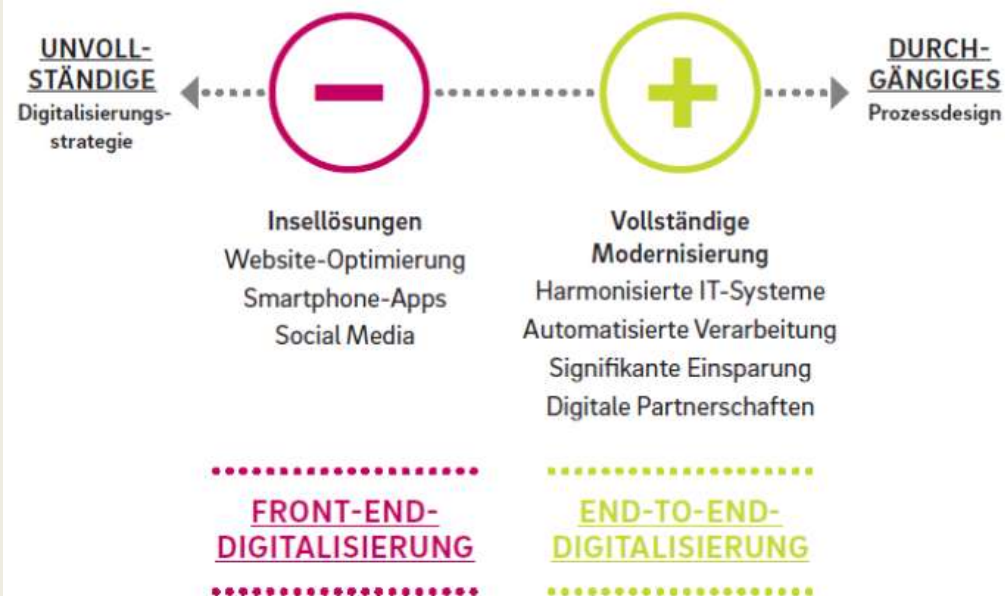 UNVOLL-
STÄNDIGE
Digitalisierungs-
strategie
DURCH-
GÄNGIGES
Prozessdesign
Insellösungen
Website-Optimierung
Smartphone-Apps
Social Media
Vollständige
Modernisierung
Harmonisierte IT-Systeme
Automatisierte Verarbeitung
Signifikante Einsparung
Digitale Partnerschaften
FRONT-END-
DIGITALISIERUNG
END-TO-END-
DIGITALISIERUNG